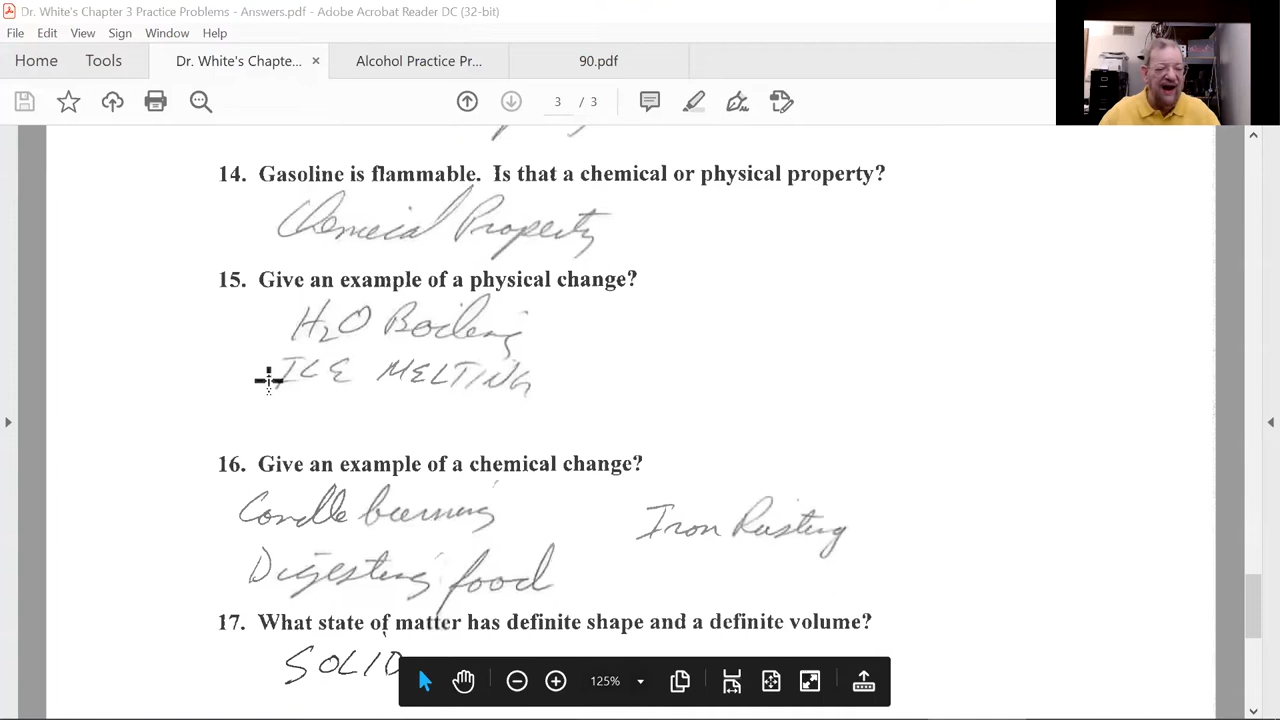 Dr. White's Chapter 3 Practice Problems - Answers.pdf - Adobe Acrobat Reader DC (32-bit)
File Edit View Sign Window Help
Home Tools Dr. White's Chapte... × Alcohol Practice Pr... 90.pdf
3 / 3
14. Gasoline is flammable. Is that a chemical or physical property?
Chemical Property
15. Give an example of a physical change?
H2O Boiling
ICE MELTING
16. Give an example of a chemical change?
Candle burning
Iron Rusting
Digesting food
17. What state of matter has definite shape and a definite volume?
SOLID
125%